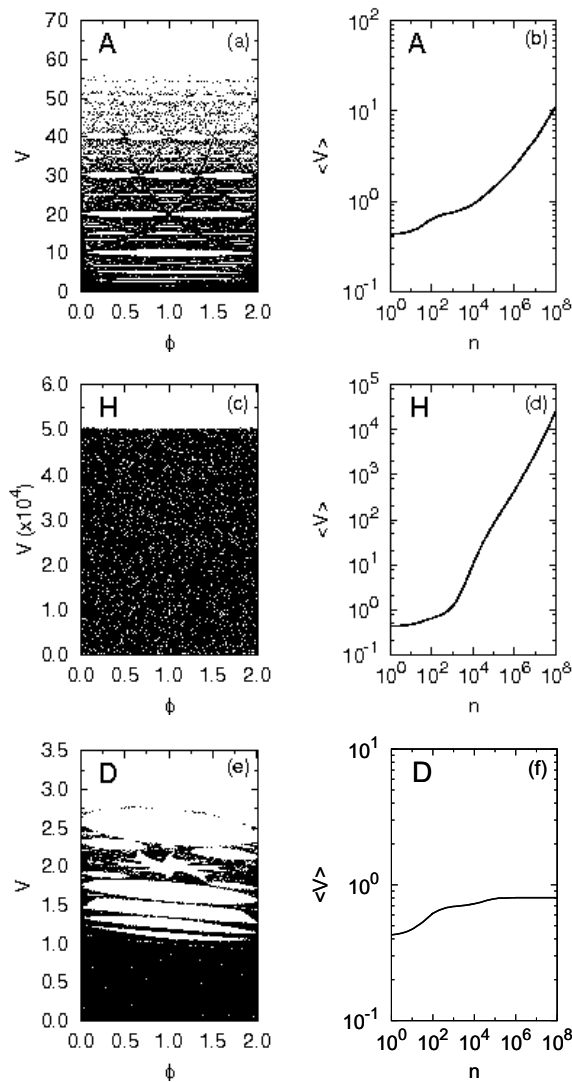 A (a)
70
60
50
40
30
20
10
0
V
0.0 0.5 1.0 1.5 2.0
ϕ
A (b)
10²
10¹
10⁰
10⁻¹
<V>
10⁰ 10² 10⁴ 10⁶ 10⁸
n
H (c)
6.0
5.0
4.0
3.0
2.0
1.0
0.0
V (x10⁴)
0.0 0.5 1.0 1.5 2.0
ϕ
H (d)
10⁵
10⁴
10³
10²
10¹
10⁰
10⁻¹
<V>
10⁰ 10² 10⁴ 10⁶ 10⁸
n
D (e)
3.5
3.0
2.5
2.0
1.5
1.0
0.5
0.0
V
0.0 0.5 1.0 1.5 2.0
ϕ
D (f)
10¹
10⁰
10⁻¹
<V>
10⁰ 10² 10⁴ 10⁶ 10⁸
n